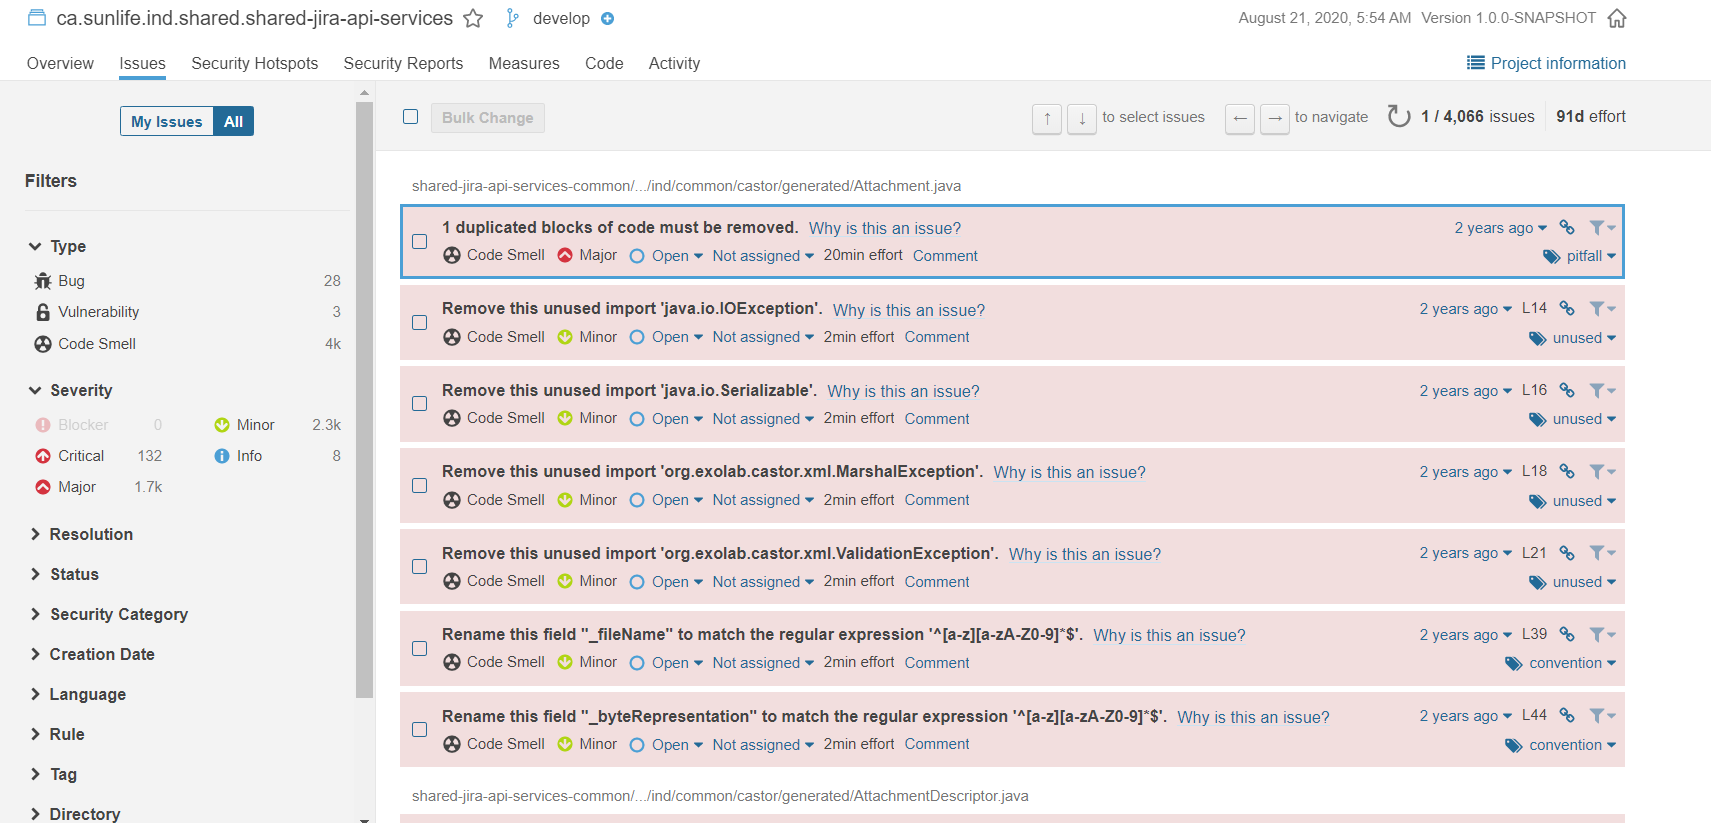 ca.sunlife.ind.shared.shared-jira-api-services develop
August 21, 2020, 5:54 AM Version 1.0.0-SNAPSHOT
Overview Issues Security Hotspots Security Reports Measures Code Activity
Project information
My Issues All
Filters
Type
Bug 28
Vulnerability 3
Code Smell 4k
Severity
Blocker 0 Minor 2.3k
Critical 132 Info 8
Major 1.7k
Resolution
Status
Security Category
Creation Date
Language
Rule
Tag
Directory
Bulk Change ↑ ↓ to select issues ← → to navigate 1 / 4,066 issues 91d effort
shared-jira-api-services-common/.../ind/common/castor/generated/Attachment.java
1 duplicated blocks of code must be removed. Why is this an issue? 2 years ago
Code Smell Major Open Not assigned 20min effort Comment pitfall
Remove this unused import 'java.io.IOException'. Why is this an issue? 2 years ago L14
Code Smell Minor Open Not assigned 2min effort Comment unused
Remove this unused import 'java.io.Serializable'. Why is this an issue? 2 years ago L16
Code Smell Minor Open Not assigned 2min effort Comment unused
Remove this unused import 'org.exolab.castor.xml.MarshalException'. Why is this an issue? 2 years ago L18
Code Smell Minor Open Not assigned 2min effort Comment unused
Remove this unused import 'org.exolab.castor.xml.ValidationException'. Why is this an issue? 2 years ago L21
Code Smell Minor Open Not assigned 2min effort Comment unused
Rename this field "_fileName" to match the regular expression '^[a-z][a-zA-Z0-9]*$'. Why is this an issue? 2 years ago L39
Code Smell Minor Open Not assigned 2min effort Comment convention
Rename this field "_byteRepresentation" to match the regular expression '^[a-z][a-zA-Z0-9]*$'. Why is this an issue? 2 years ago L44
Code Smell Minor Open Not assigned 2min effort Comment convention
shared-jira-api-services-common/.../ind/common/castor/generated/AttachmentDescriptor.java